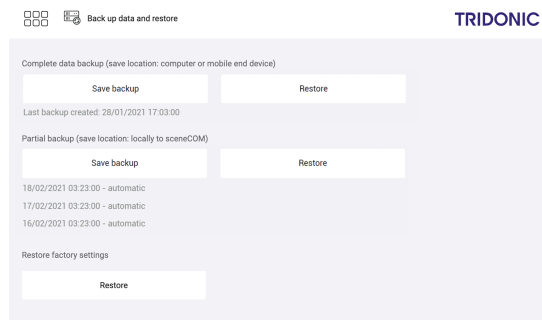 Back up data and restore
TRIDONIC
Complete data backup (save location: computer or mobile end device)
Save backup
Restore
Last backup created: 28/01/2021 17:03:00
Partial backup (save location: locally to sceneCOM)
Save backup
Restore
18/02/2021 03:23:00 - automatic
17/02/2021 03:23:00 - automatic
16/02/2021 03:23:00 - automatic
Restore factory settings
Restore